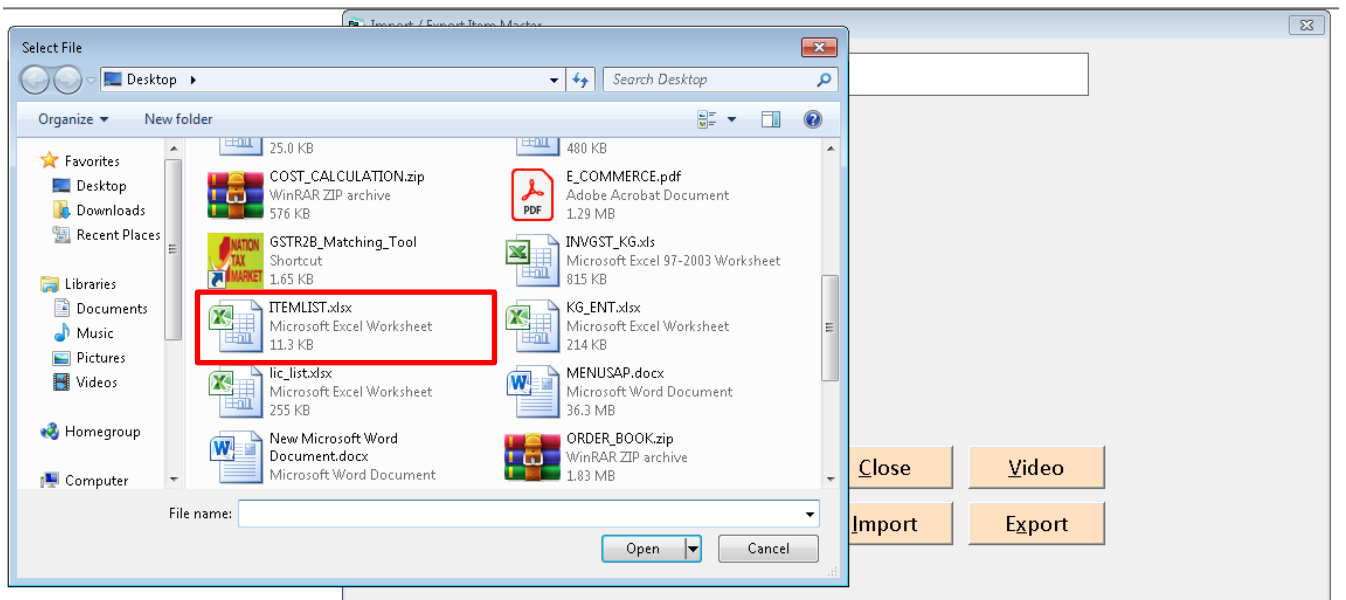 Import / Export Item Master
Select File
Desktop
Search Desktop
Organize
New folder
Favorites
Desktop
Downloads
Recent Places
Libraries
Documents
Music
Pictures
Videos
Homegroup
Computer
25.0 KB
480 KB
COST_CALCULATION.zip
WinRAR ZIP archive
576 KB
E_COMMERCE.pdf
Adobe Acrobat Document
1.29 MB
PDF
GSTR2B_Matching_Tool
Shortcut
1.65 KB
NATION
TAX
MARKET
INVGST_KG.xls
Microsoft Excel 97-2003 Worksheet
815 KB
ITEMLIST.xlsx
Microsoft Excel Worksheet
11.3 KB
KG_ENT.xlsx
Microsoft Excel Worksheet
214 KB
lic_list.xlsx
Microsoft Excel Worksheet
255 KB
MENUSAP.docx
Microsoft Word Document
36.3 MB
New Microsoft Word
Document.docx
Microsoft Word Document
ORDER_BOOK.zip
WinRAR ZIP archive
1.83 MB
File name:
Open
Cancel
Close
Video
Import
Export